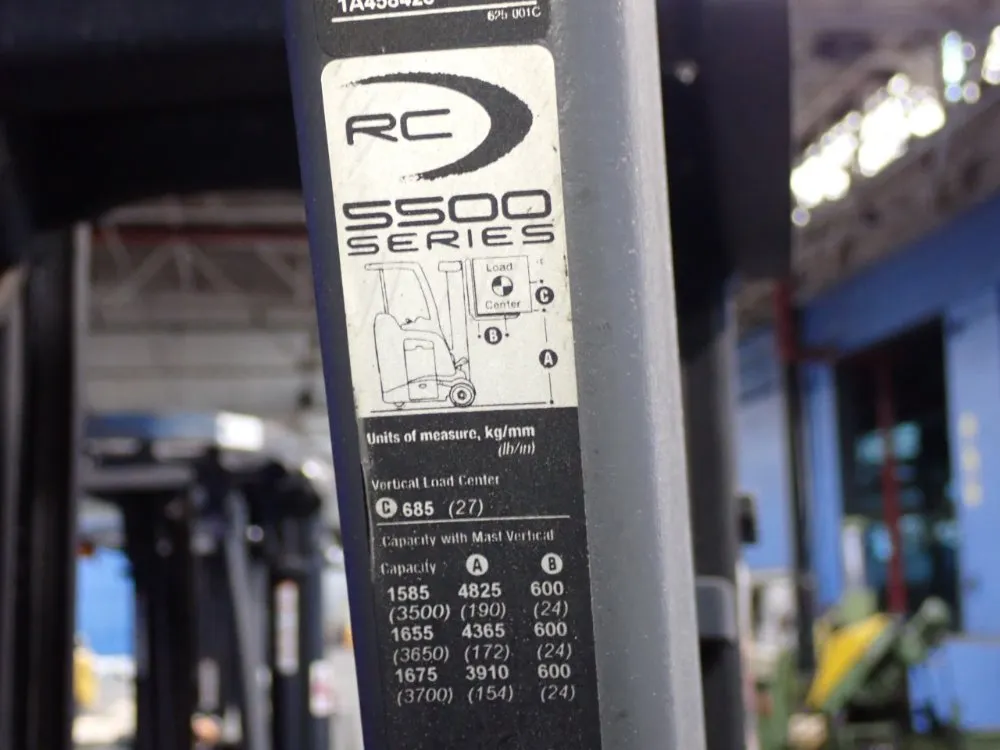 625 001C
RC
5500
SERIES
Load
Center
C
B
A
Units of measure, kg/mm
(lb/in)
Vertical Load Center
C 685 (27)
Capacity with Mast Vertical
Capacity A B
1585 4825 600
(3500) (190) (24)
1655 4365 600
(3650) (172) (24)
1675 3910 600
(3700) (154) (24)